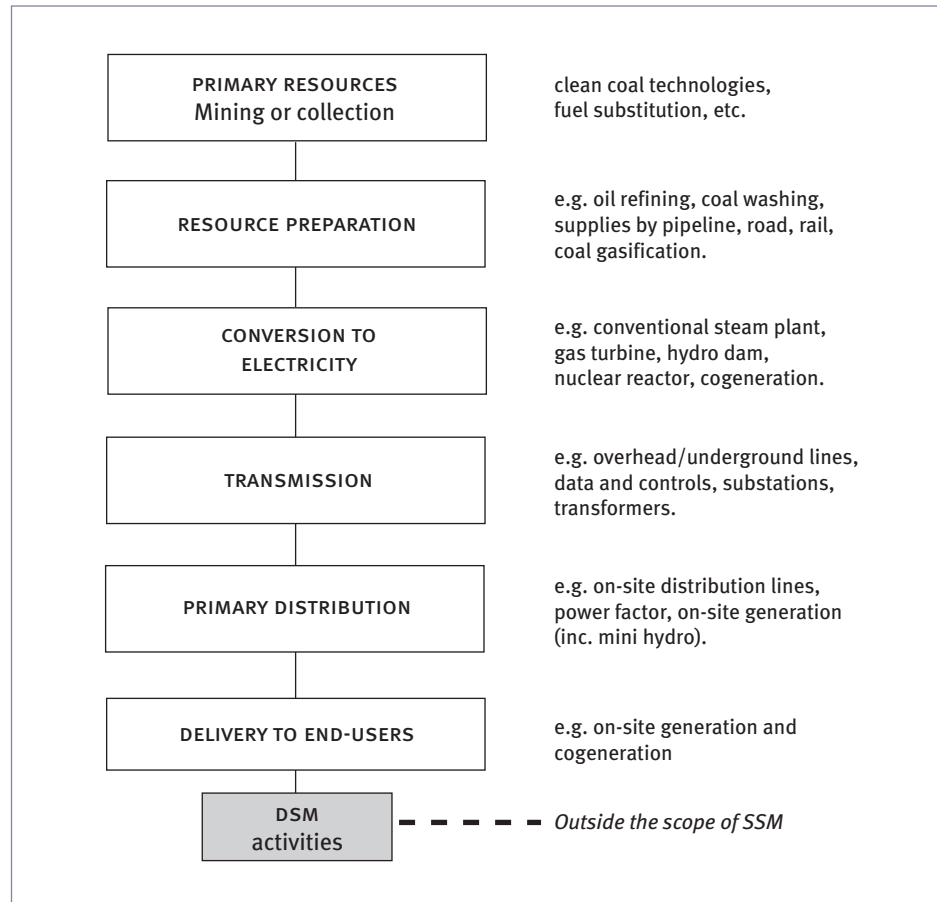 PRIMARY RESOURCES
Mining or collection
clean coal technologies,
fuel substitution, etc.
RESOURCE PREPARATION
e.g. oil refining, coal washing,
supplies by pipeline, road, rail,
coal gasification.
CONVERSION TO
ELECTRICITY
e.g. conventional steam plant,
gas turbine, hydro dam,
nuclear reactor, cogeneration.
TRANSMISSION
e.g. overhead/underground lines,
data and controls, substations,
transformers.
PRIMARY DISTRIBUTION
e.g. on-site distribution lines,
power factor, on-site generation
(inc. mini hydro).
DELIVERY TO END-USERS
e.g. on-site generation and
cogeneration
DSM
activities
Outside the scope of SSM